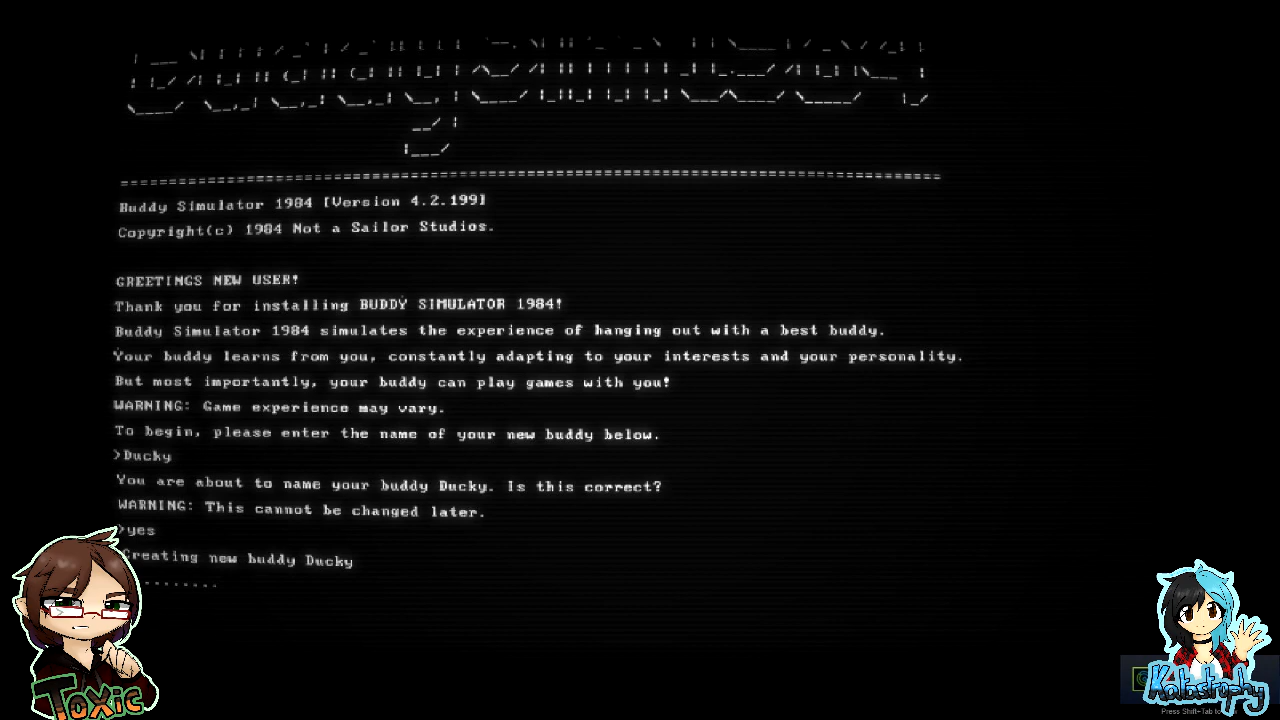 Buddy Simulator 1984 [Version 4.2.199]
Copyright(c) 1984 Not a Sailor Studios.
GREETINGS NEW USER!
Thank you for installing BUDDY SIMULATOR 1984!
Buddy Simulator 1984 simulates the experience of hanging out with a best buddy.
Your buddy learns from you, constantly adapting to your interests and your personality.
But most importantly, your buddy can play games with you!
WARNING: Game experience may vary.
To begin, please enter the name of your new buddy below.
>Ducky
You are about to name your buddy Ducky. Is this correct?
WARNING: This cannot be changed later.
>yes
Creating new buddy Ducky
Toxic
Katastrophy
Press Shift+Tab to